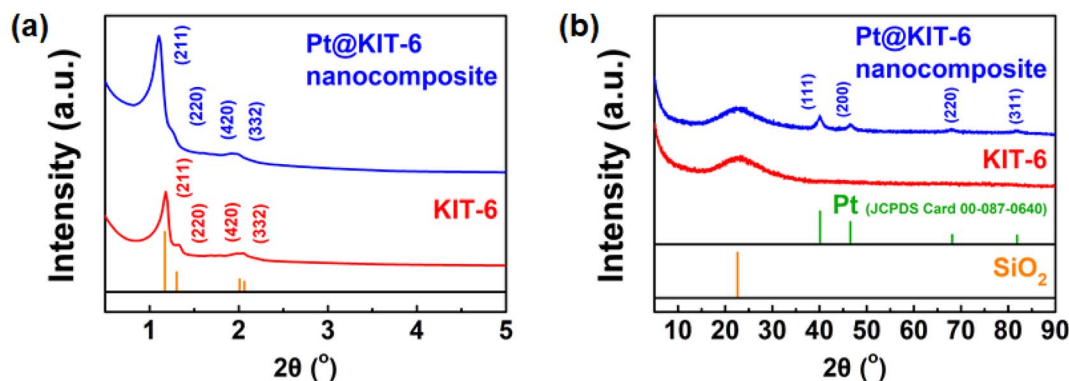 (a)
Intensity (a.u.)
Pt@KIT-6
nanocomposite
(211)
(220)
(420)
(332)
(211)
KIT-6
(220)
(420)
(332)
1 2 3 4 5
2θ (°)
(b)
Intensity (a.u.)
Pt@KIT-6
nanocomposite
(111)
(200)
(220)
(311)
KIT-6
Pt (JCPDS Card 00-087-0640)
SiO₂
10 20 30 40 50 60 70 80 90
2θ (°)